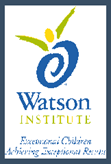 Watson
INSTITUTE
Exceptional Children
Achieving Exceptional Results